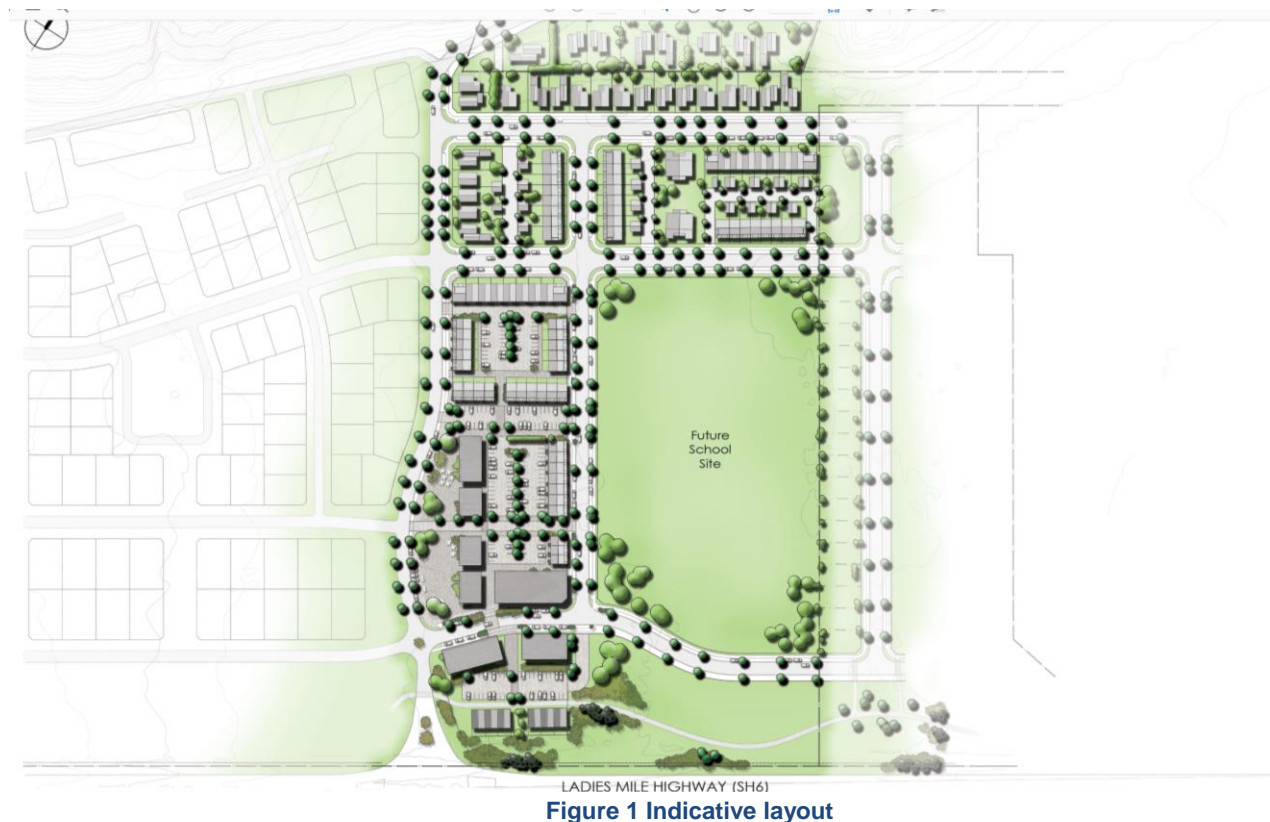 Future
School
Site
LADIES MILE HIGHWAY (SH6)
Figure 1 Indicative layout